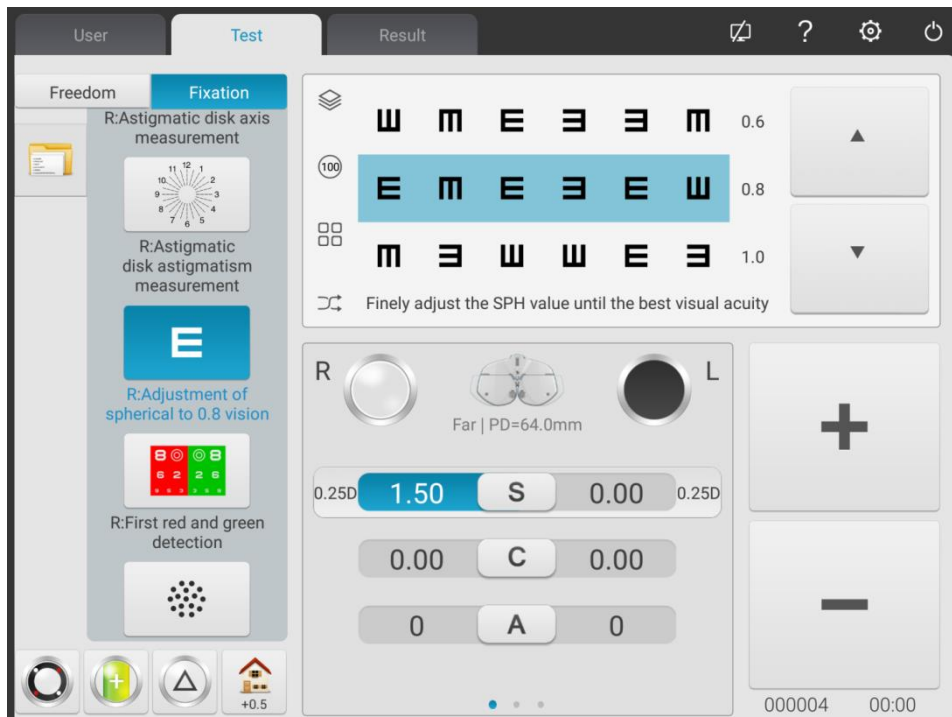 User
Test
Result
?
Freedom
Fixation
R:Astigmatic disk axis
measurement
12
11 1
10 2
9 3
8 4
7 6 5
R:Astigmatic
disk astigmatism
measurement
E
R:Adjustment of
spherical to 0.8 vision
8 8
6 2 2 6
R:First red and green
detection
+0.5
100
Ш m E Ǝ Ǝ m 0.6
E m E Ǝ E Ш 0.8
m Ǝ Ш Ш E Ǝ 1.0
Finely adjust the SPH value until the best visual acuity
R
L
Far | PD=64.0mm
0.25D 1.50 S 0.00 0.25D
0.00 C 0.00
0 A 0
+
−
000004 00:00